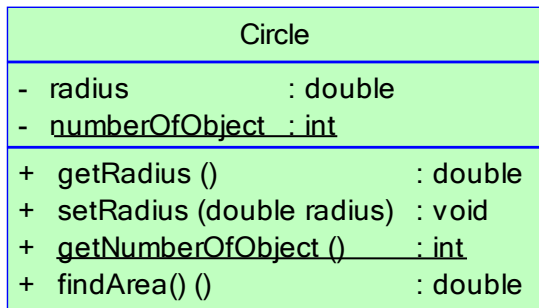 Circle
- radius : double
- numberOfObject : int
+ getRadius () : double
+ setRadius (double radius) : void
+ getNumberOfObject () : int
+ findArea() () : double